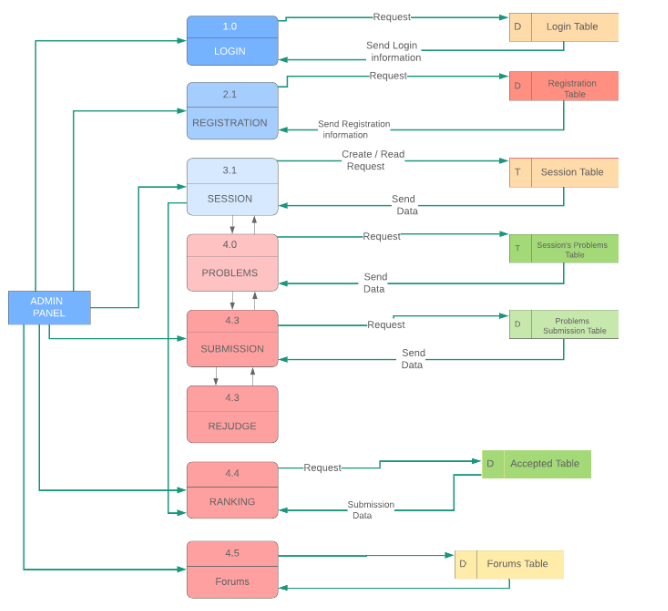 1.0
LOGIN
Request
D
Login Table
Send Login
information
2.1
REGISTRATION
Request
D
Registration
Table
Send Registration
information
3.1
SESSION
Create / Read
Request
T
Session Table
Send
Data
4.0
PROBLEMS
Request
T
Session's Problems
Table
Send
Data
ADMIN
PANEL
4.3
SUBMISSION
Request
D
Problems
Submission Table
Send
Data
4.3
REJUDGE
4.4
RANKING
Request
D
Accepted Table
Submission
Data
4.5
Forums
D
Forums Table